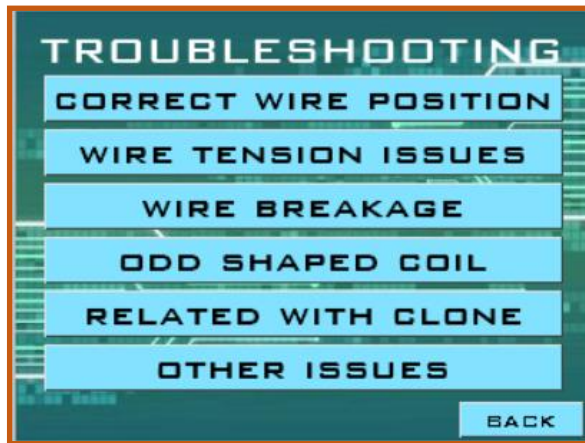 TROUBLESHOOTING
CORRECT WIRE POSITION
WIRE TENSION ISSUES
WIRE BREAKAGE
ODD SHAPED COIL
RELATED WITH CLONE
OTHER ISSUES
BACK